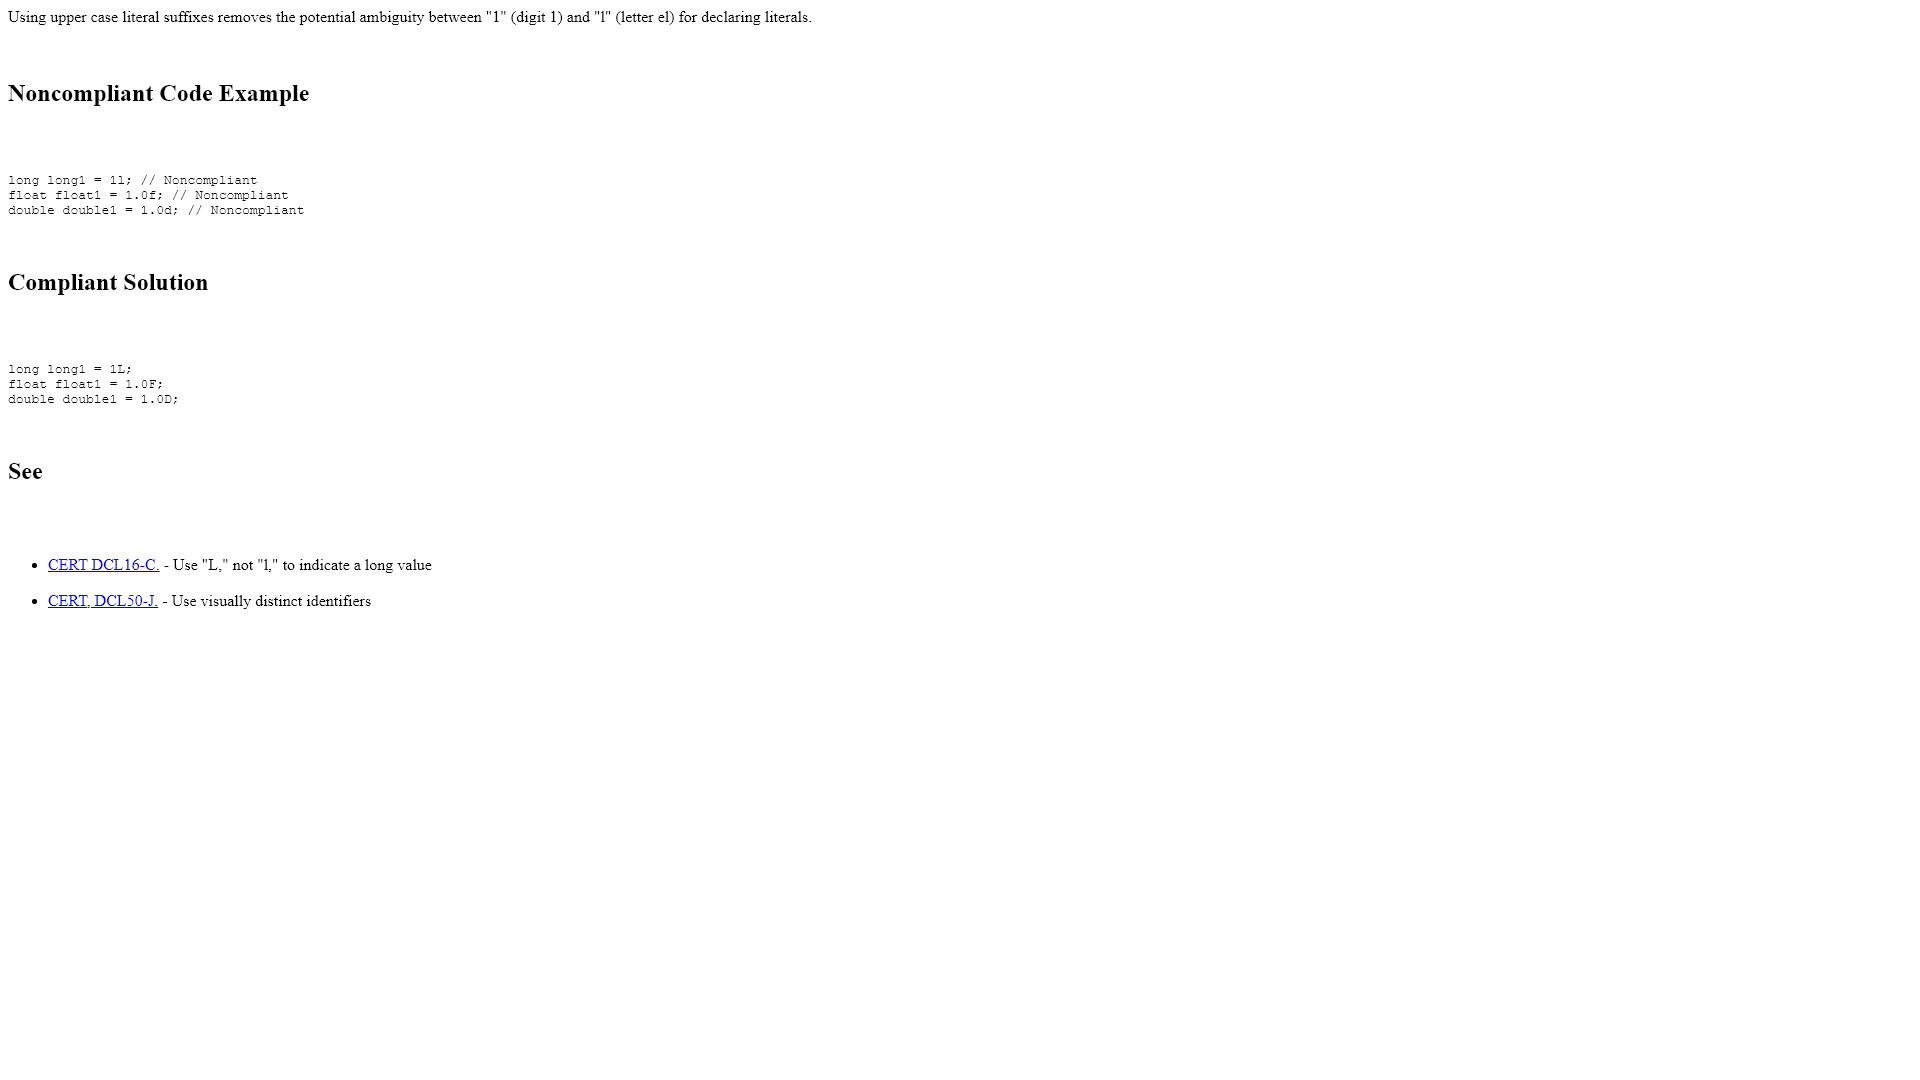 Using upper case literal suffixes removes the potential ambiguity between "1" (digit 1) and "l" (letter el) for declaring literals.
Noncompliant Code Example
long long1 = 1l; // Noncompliant
float float1 = 1.0f; // Noncompliant
double double1 = 1.0d; // Noncompliant
Compliant Solution
long long1 = 1L;
float float1 = 1.0F;
double double1 = 1.0D;
See
• CERT DCL16-C. - Use "L," not "l," to indicate a long value
• CERT, DCL50-J. - Use visually distinct identifiers